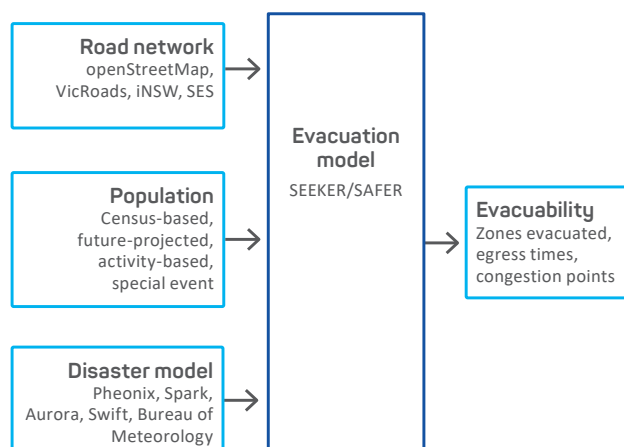 Road network
openStreetMap,
VicRoads, iNSW, SES
Population
Census-based,
future-projected,
activity-based,
special event
Disaster model
Pheonix, Spark,
Aurora, Swift, Bureau of
Meteorology
Evacuation
model
SEEKER/SAFER
Evacuability
Zones evacuated,
egress times,
congestion points